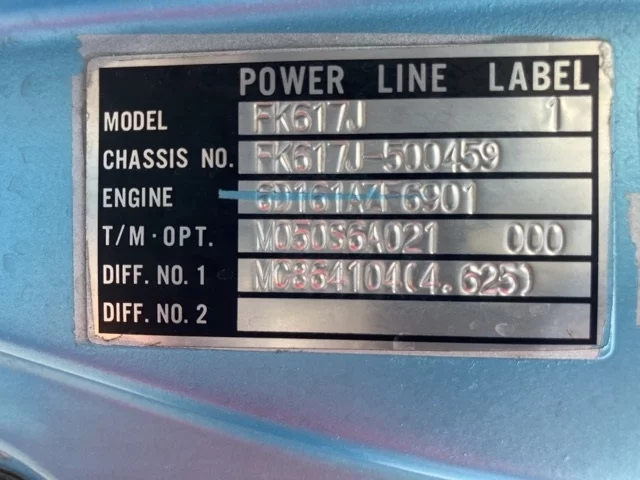 POWER LINE LABEL
MODEL FK617J 1
CHASSIS NO. FK617J-500459
ENGINE
T/M·OPT. M050S6A021 000
DIFF. NO. 1 MC864104(4.625)
DIFF. NO. 2